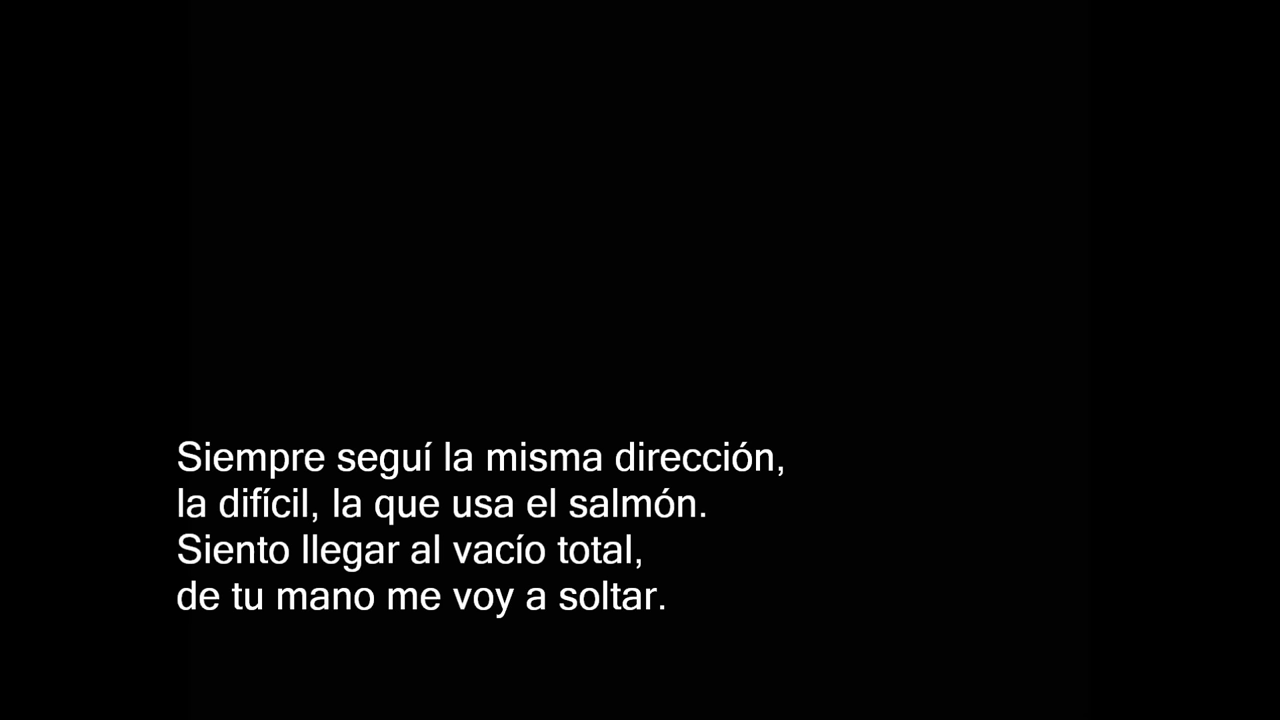 Siempre seguí la misma dirección,
la difícil, la que usa el salmón.
Siento llegar al vacío total,
de tu mano me voy a soltar.